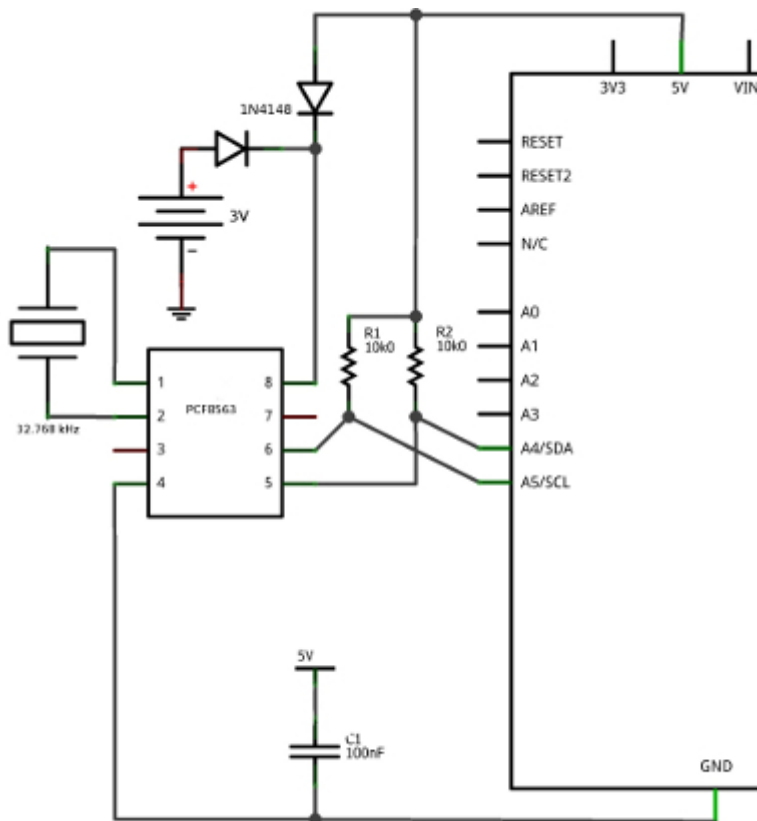 3V3
5V
VIN
1N4148
RESET
RESET2
+
3V
AREF
-
N/C
A0
R1
10k0
R2
10k0
A1
1
8
A2
PCF8563
2
7
A3
32.768 kHz
3
6
A4/SDA
4
5
A5/SCL
5V
C1
100nF
GND